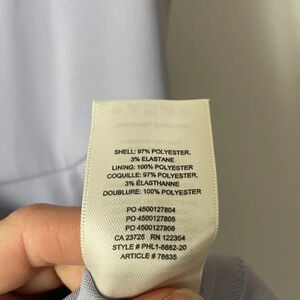 SHELL: 97% POLYESTER,
3% ELASTANE
LINING: 100% POLYESTER
COQUILLE: 97% POLYESTER,
3% ÉLASTHANNE
DOUBLURE: 100% POLYESTER
PO 4500127804
PO 4500127805
PO 4500127806
CA 23725 RN 122354
STYLE # PHL1-8862-20
ARTICLE # 76635